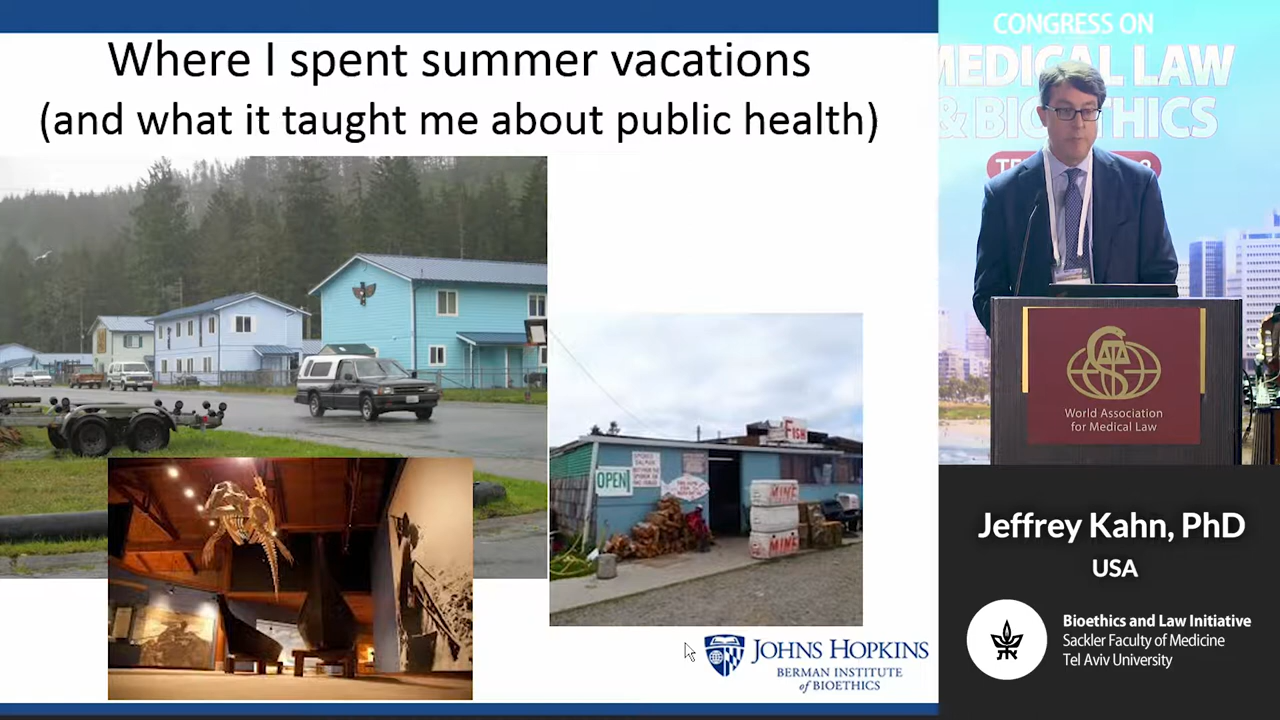 Where I spent summer vacations
(and what it taught me about public health)
OPEN
FISH
MIKE
MIKE
JOHNS HOPKINS
BERMAN INSTITUTE
of BIOETHICS
CONGRESS ON
MEDICAL LAW
& BIOETHICS
World Association
for Medical Law
Jeffrey Kahn, PhD
USA
Bioethics and Law Initiative
Sackler Faculty of Medicine
Tel Aviv University